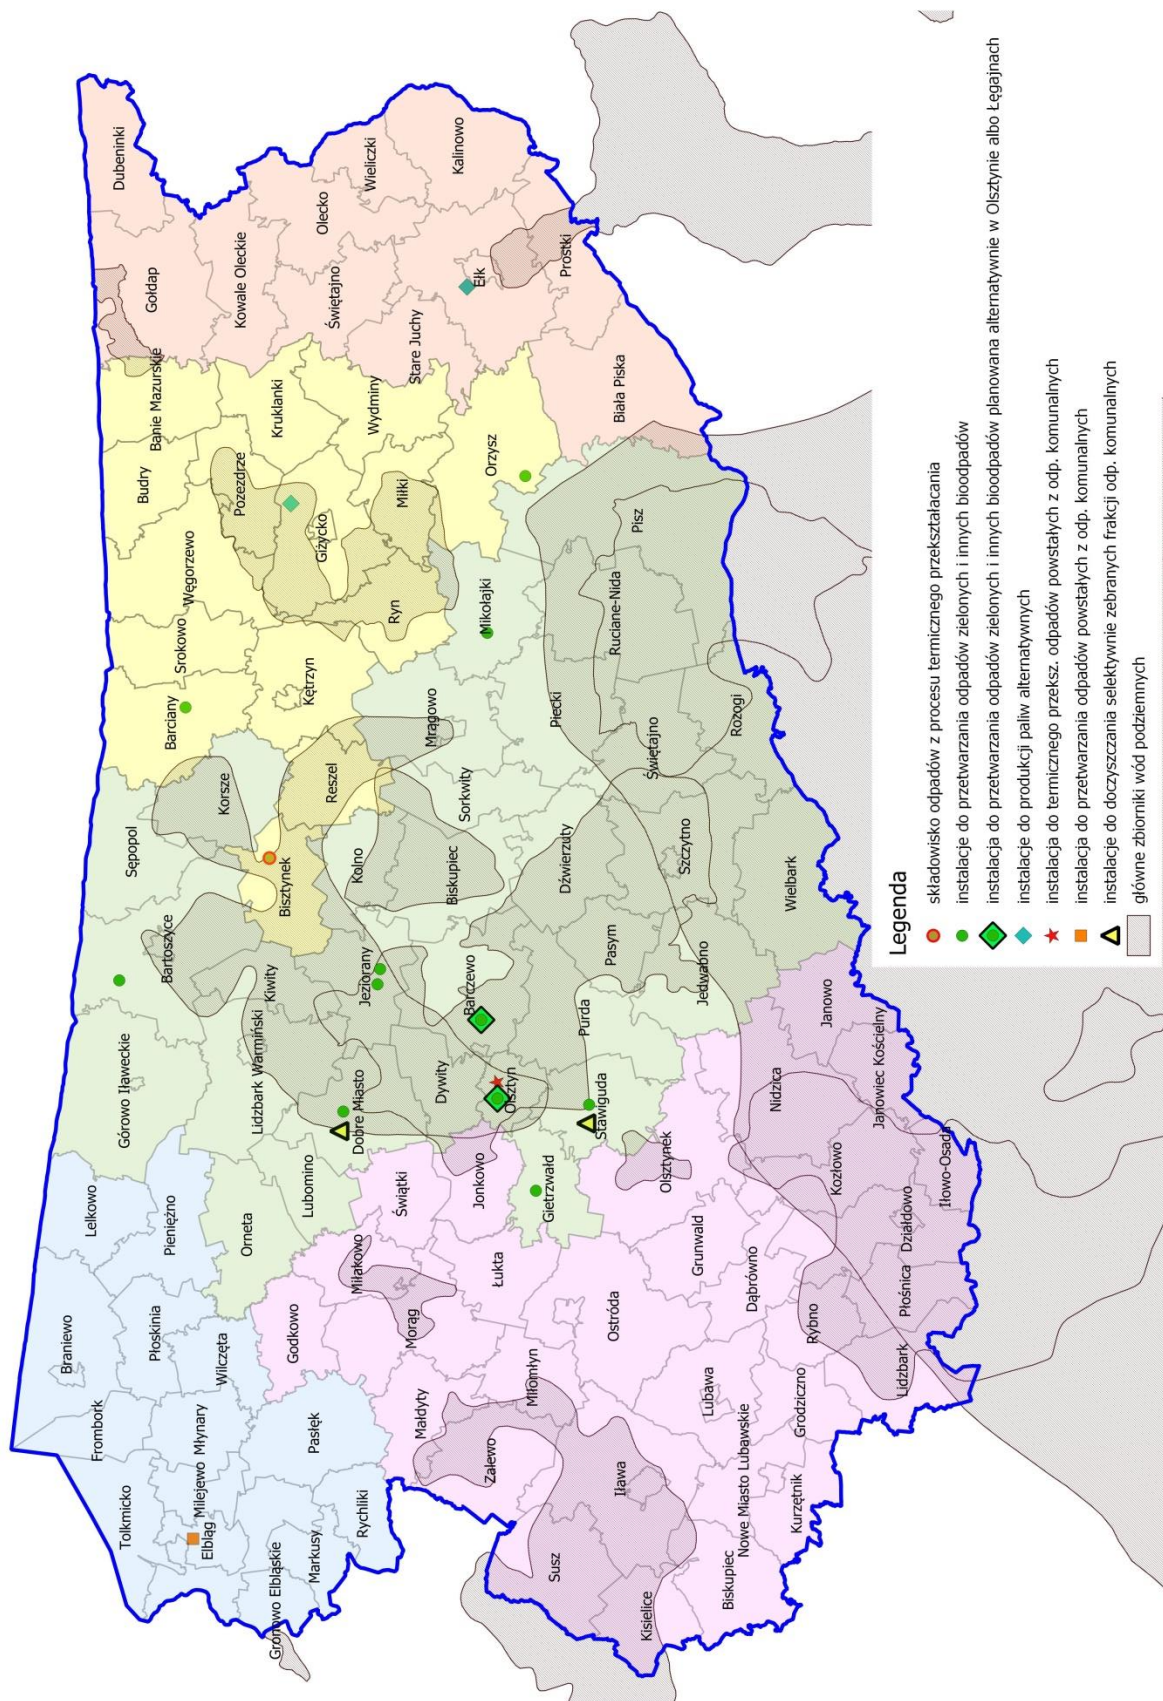 Dubeninki
Gołdap
Kowale Oleckie
Olecko
Wieliczki
Świętajno
Kalinowo
Stare Juchy
Ełk
Prostki
Biała Piska
Banie Mazurskie
Budry
Kruklanki
Pozezdrze
Wydminy
Węgorzewo
Giżycko
Miłki
Orzysz
Srokowo
Ryn
Barciany
Kętrzyn
Mikołajki
Pisz
Ruciane-Nida
Mrągowo
Piecki
Rozogi
Korsze
Reszel
Sorkwity
Świętajno
Sępopol
Bisztynek
Kolno
Biskupiec
Dźwierzuty
Szczytno
Wielbark
Bartoszyce
Kiwity
Jeziorany
Barczewo
Pasym
Jedwabno
Górowo Iławeckie
Lidzbark Warmiński
Dobre Miasto
Dywity
Olsztyn
Purda
Stawiguda
Janowo
Nidzica
Janowiec Kościelny
Lelkowo
Pieniężno
Orneta
Lubomino
Świątki
Jonkowo
Gietrzwałd
Olsztynek
Kozłowo
Iłowo-Osada
Braniewo
Płoskinia
Wilczęta
Godkowo
Miłakowo
Morąg
Łukta
Ostróda
Grunwald
Dąbrówno
Działdowo
Płośnica
Rybno
Lidzbark
Frombork
Młynary
Milejewo
Pasłęk
Małdyty
Miłomłyn
Zalewo
Lubawa
Grodziczno
Tolkmicko
Elbląg
Rychliki
Markusy
Gronowo Elbląskie
Susz
Iława
Nowe Miasto Lubawskie
Kurzętnik
Biskupiec
Kisielice
Legenda
składowisko odpadów z procesu termicznego przekształacania
instalacje do przetwarzania odpadów zielonych i innych bioodpadów
instalacja do przetwarzania odpadów zielonych i innych bioodpadów planowana alternatywnie w Olsztynie albo Łęgajnach
instalacje do produkcji paliw alternatywnych
instalacja do termicznego przeksz. odpadów powstałych z odp. komunalnych
instalacja do przetwarzania odpadów powstałych z odp. komunalnych
instalacje do doczyszczania selektywnie zebranych frakcji odp. komunalnych
główne zbiorniki wód podziemnych